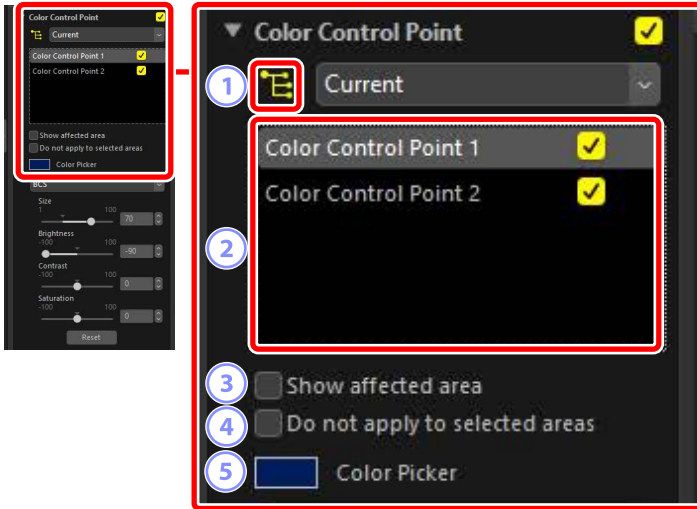 Color Control Point
Current
Color Control Point 1
Color Control Point 2
Show affected area
Do not apply to selected areas
Color Picker
BCS
Size
1 100
70
Brightness
-100 100
-90
Contrast
-100 100
0
Saturation
-100 100
0
Reset
Color Control Point
1
Current
Color Control Point 1
Color Control Point 2
2
3 Show affected area
4 Do not apply to selected areas
5 Color Picker